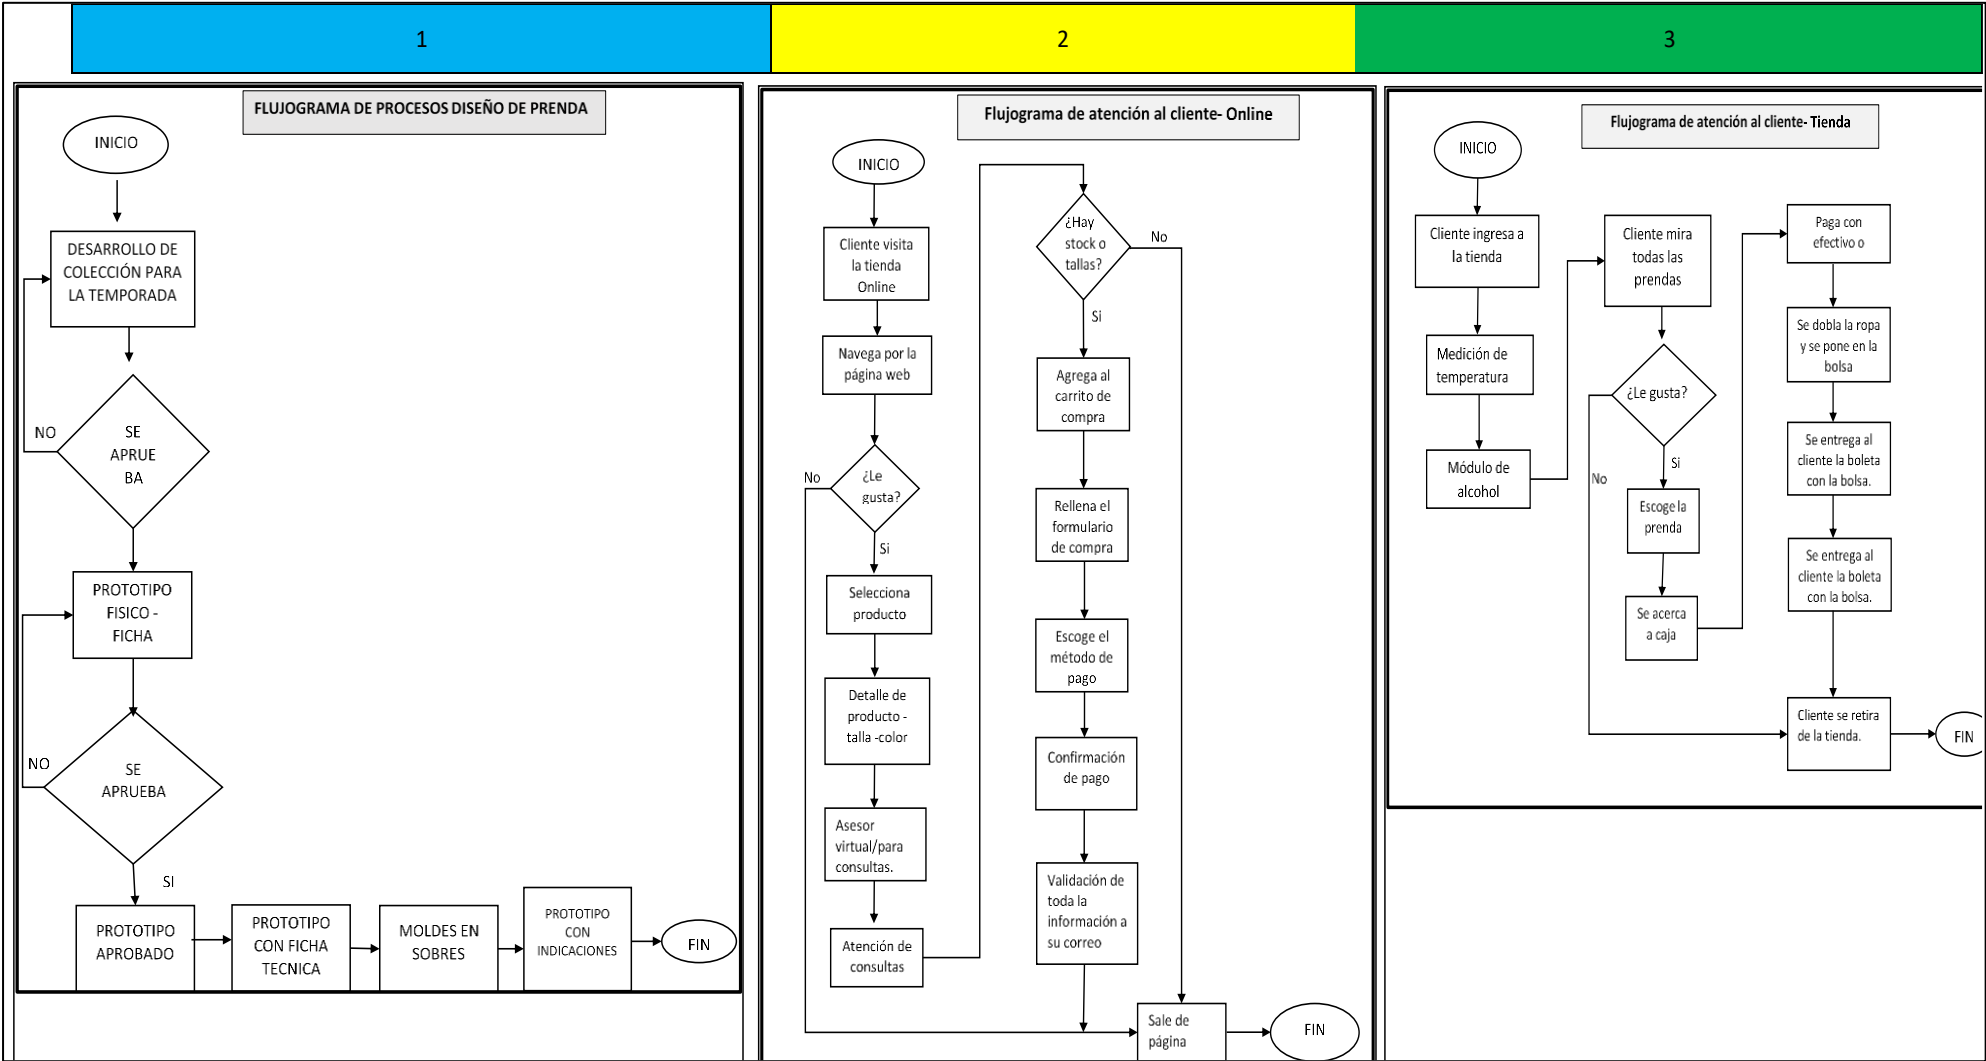 1
2
3
FLUJOGRAMA DE PROCESOS DISEÑO DE PRENDA
INICIO
DESARROLLO DE
COLECCIÓN PARA
LA TEMPORADA
NO
SE
APRUE
BA
PROTOTIPO
FISICO -
FICHA
NO
SE
APRUEBA
SI
PROTOTIPO
APROBADO
PROTOTIPO
CON FICHA
TECNICA
MOLDES EN
SOBRES
PROTOTIPO
CON
INDICACIONES
FIN
Flujograma de atención al cliente- Online
INICIO
Cliente visita
la tienda
Online
Navega por la
página web
No
¿Le
gusta?
Si
Selecciona
producto
Detalle de
producto -
talla -color
Asesor
virtual/para
consultas.
Atención de
consultas
¿Hay
stock o
tallas?
No
Si
Agrega al
carrito de
compra
Rellena el
formulario
de compra
Escoge el
método de
pago
Confirmación
de pago
Validación de
toda la
información a
su correo
Sale de
página
FIN
Flujograma de atención al cliente- Tienda
INICIO
Cliente ingresa a
la tienda
Medición de
temperatura
Módulo de
alcohol
Cliente mira
todas las
prendas
¿Le gusta?
No
Si
Escoge la
prenda
Se acerca
a caja
Paga con
efectivo o
Se dobla la ropa
y se pone en la
bolsa
Se entrega al
cliente la boleta
con la bolsa.
Se entrega al
cliente la boleta
con la bolsa.
Cliente se retira
de la tienda.
FIN